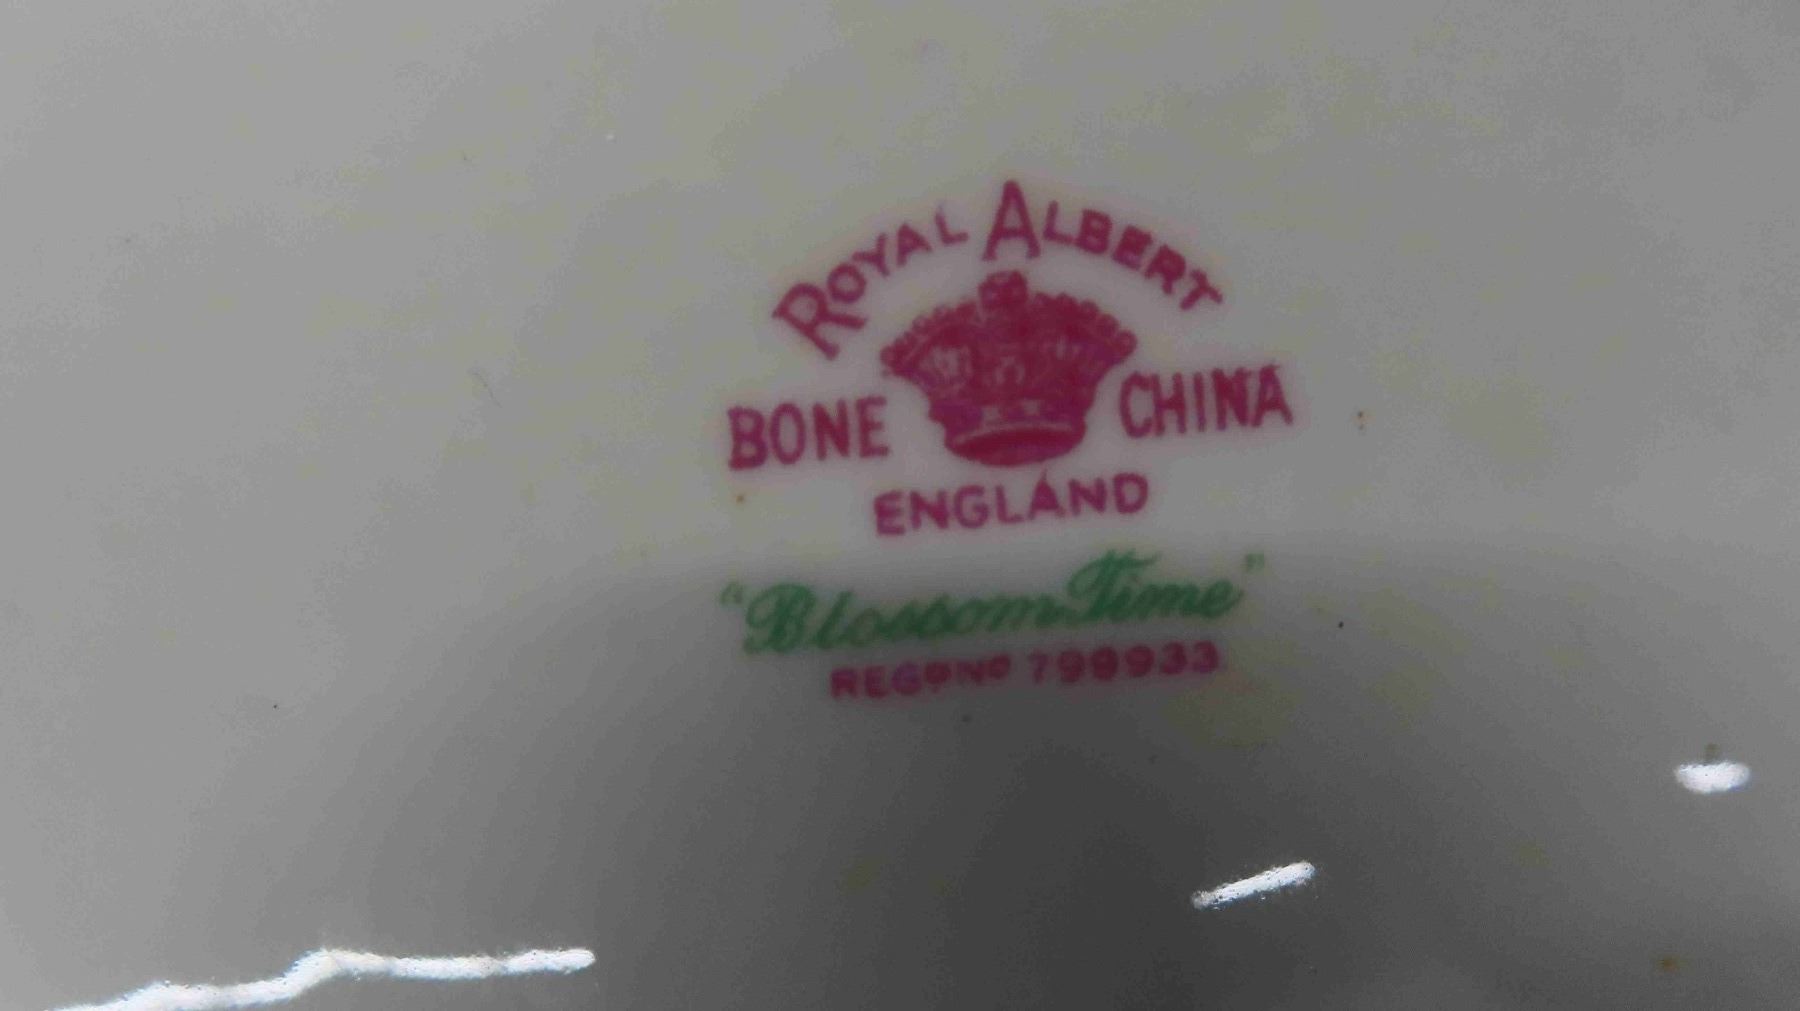 ROYAL ALBERT
BONE CHINA
ENGLAND
"Blossom Time"
REGD Nº 799933